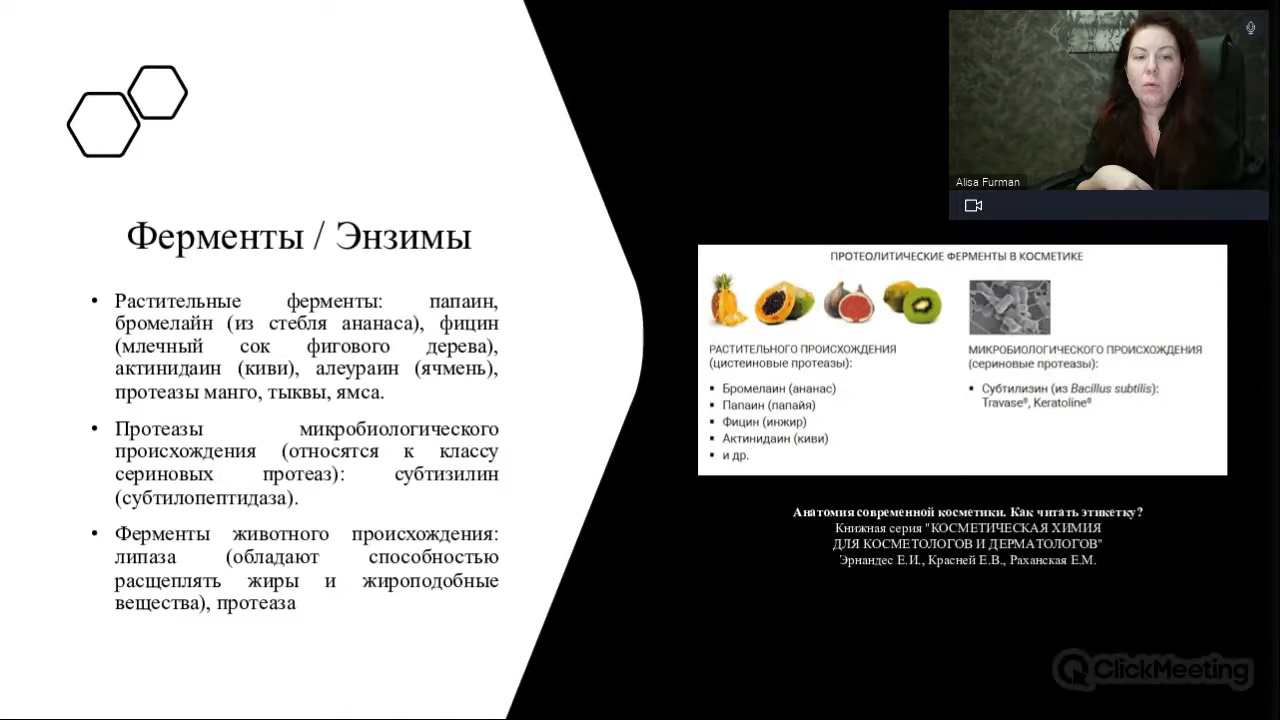 Alisa Furman
Ферменты / Энзимы
• Растительные ферменты: папаин,
бромелайн (из стебля ананаса), фицин
(млечный сок фигового дерева),
актинидаин (киви), алеураин (ячмень),
протеазы манго, тыквы, ямса.
• Протеазы микробиологического
происхождения (относятся к классу
сериновых протеаз): субтизилин
(субтилопептидаза).
• Ферменты животного происхождения:
липаза (обладают способностью
расщеплять жиры и жироподобные
вещества), протеаза
ПРОТЕОЛИТИЧЕСКИЕ ФЕРМЕНТЫ В КОСМЕТИКЕ
РАСТИТЕЛЬНОГО ПРОИСХОЖДЕНИЯ
(цистеиновые протеазы):
▪ Бромелаин (ананас)
▪ Папаин (папайя)
▪ Фицин (инжир)
▪ Актинидаин (киви)
▪ и др.
МИКРОБИОЛОГИЧЕСКОГО ПРОИСХОЖДЕНИЯ
(сериновые протеазы):
▪ Субтилизин (из Bacillus subtilis):
Travase®, Keratoline®
Анатомия современной косметики. Как читать этикетку?
Книжная серия "КОСМЕТИЧЕСКАЯ ХИМИЯ
ДЛЯ КОСМЕТОЛОГОВ И ДЕРМАТОЛОГОВ"
Эрнандес Е.И., Красней Е.В., Раханская Е.М.
ClickMeeting